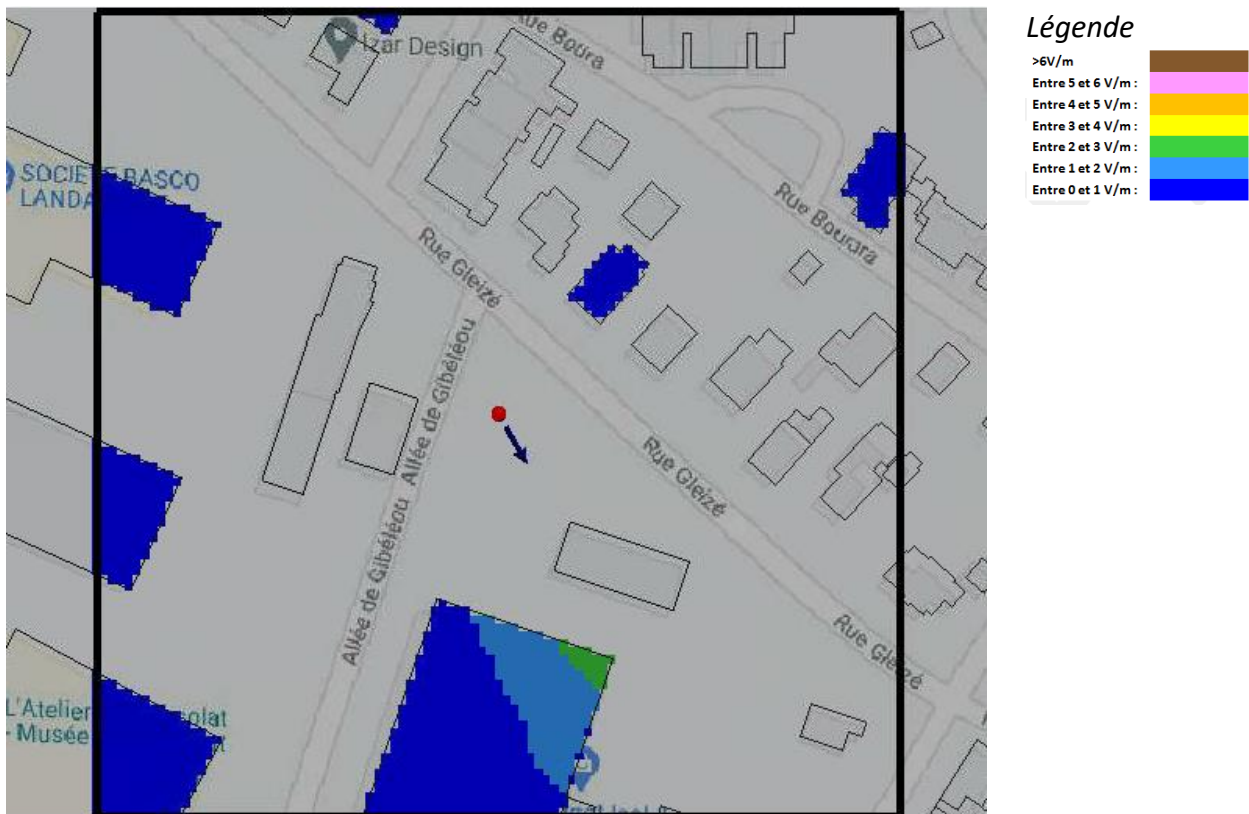 Légende
>6V/m
Entre 5 et 6 V/m :
Entre 4 et 5 V/m :
Entre 3 et 4 V/m :
Entre 2 et 3 V/m :
Entre 1 et 2 V/m :
Entre 0 et 1 V/m :
Rue Boura
Izar Design
SOCIETE BASCO
LANDA
Rue Bourra
Rue Gleizé
Allée de Gibéléou
Allée de Gibéléou
Rue Gleizé
Rue Gleizé
L'Atelier
- Musée